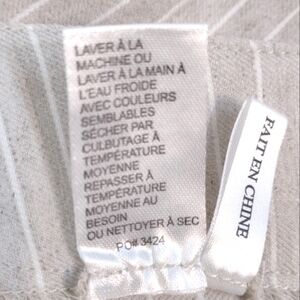 LAVER À LA
MACHINE OU
LAVER À LA MAIN À
L'EAU FROIDE
AVEC COULEURS
SEMBLABLES
SÉCHER PAR
CULBUTAGE À
TEMPÉRATURE
MOYENNE
REPASSER À
TEMPÉRATURE
MOYENNE AU
BESOIN
OU NETTOYER À SEC
PO# 3424
FAIT EN CHINE